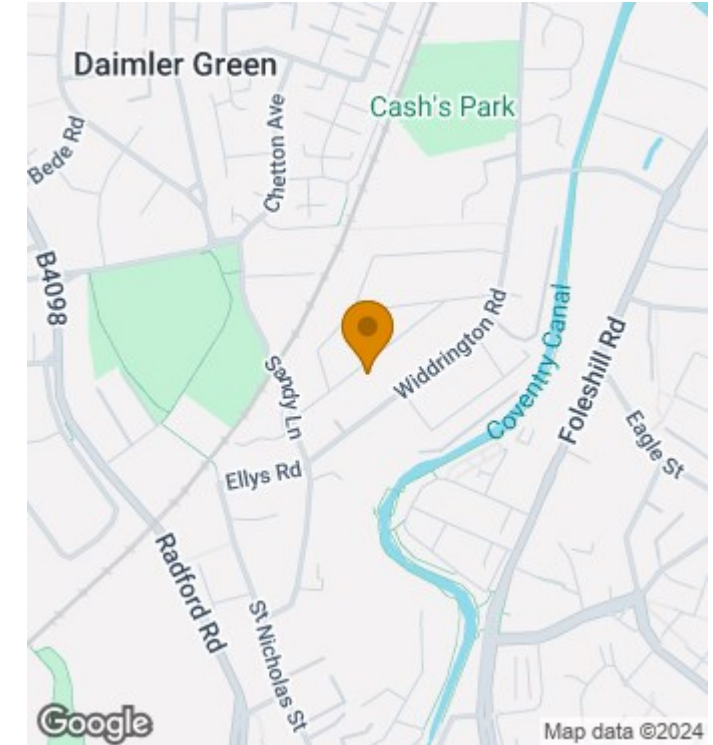 Daimler Green
Cash's Park
Bede Rd
Chetton Ave
B4098
Sandy Ln
Widdrington Rd
Coventry Canal
Foleshill Rd
Eagle St
Ellys Rd
Radford Rd
St Nicholas St
Google
Map data ©2024